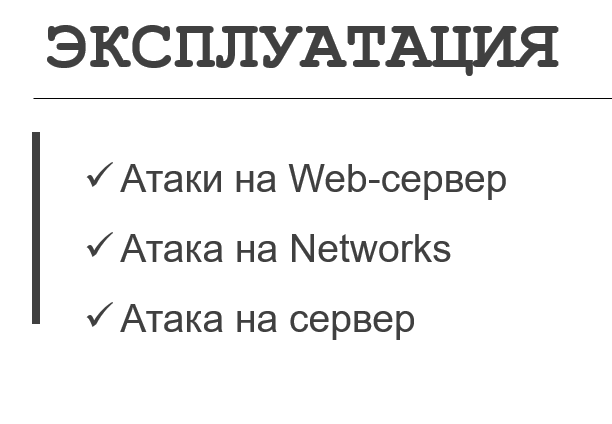 ЭКСПЛУАТАЦИЯ
✓ Атаки на Web-сервер
✓ Атака на Networks
✓ Атака на сервер